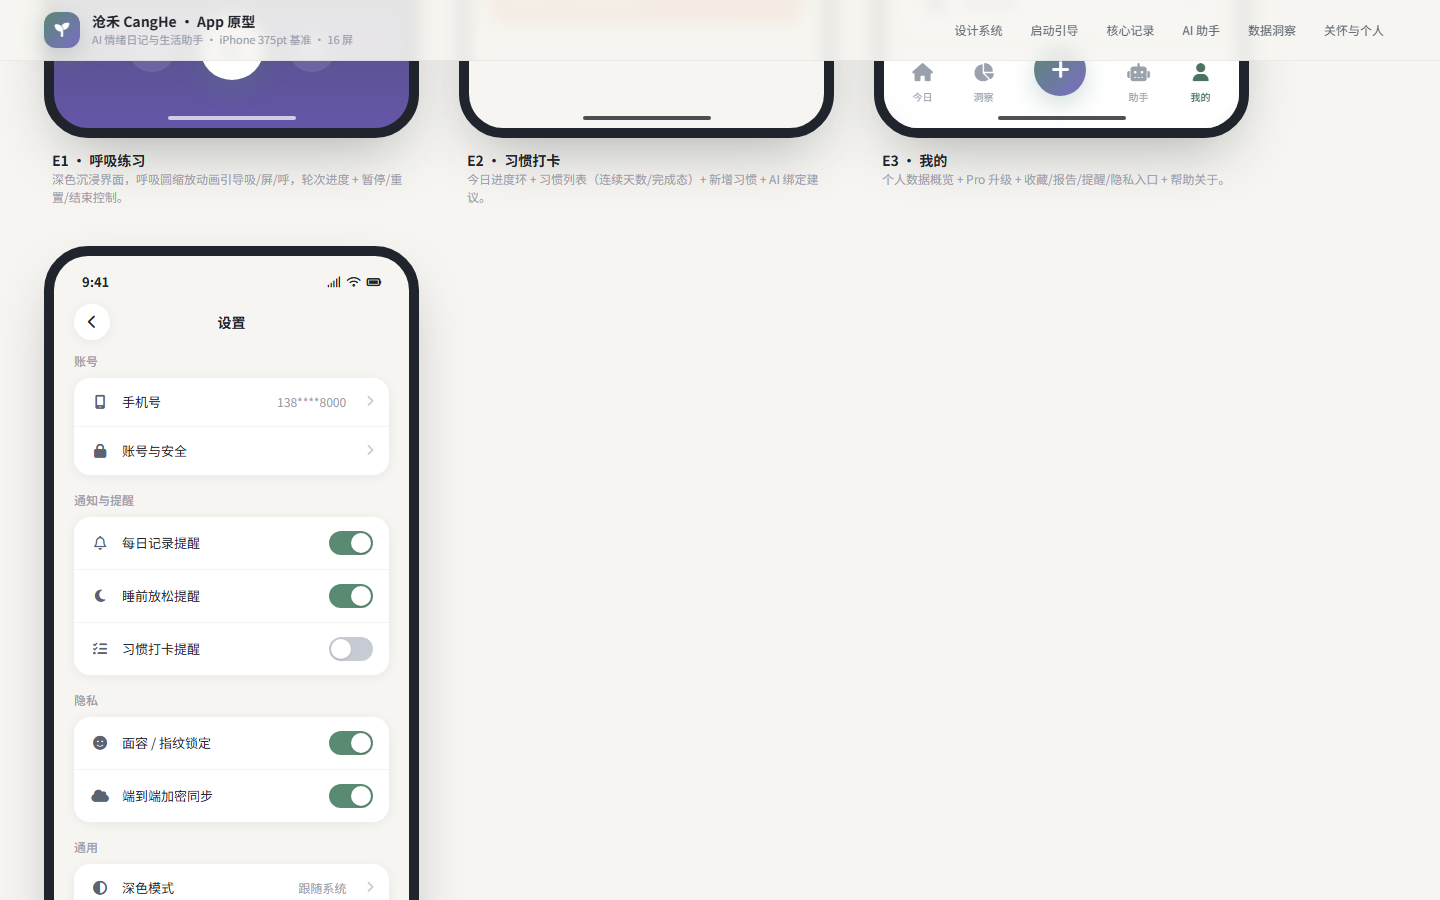 沧禾 CangHe · App 原型
AI 情绪日记与生活助手 · iPhone 375pt 基准 · 16 屏
设计系统
启动引导
核心记录
AI 助手
数据洞察
关怀与个人
今日
洞察
助手
我的
E1 · 呼吸练习
深色沉浸界面，呼吸圆缩放动画引导吸/屏/呼，轮次进度 + 暂停/重
置/结束控制。
E2 · 习惯打卡
今日进度环 + 习惯列表（连续天数/完成态）+ 新增习惯 + AI 绑定建
议。
E3 · 我的
个人数据概览 + Pro 升级 + 收藏/报告/提醒/隐私入口 + 帮助关于。
9:41
设置
账号
手机号
138****8000
账号与安全
通知与提醒
每日记录提醒
睡前放松提醒
习惯打卡提醒
隐私
面容 / 指纹锁定
端到端加密同步
通用
深色模式
跟随系统